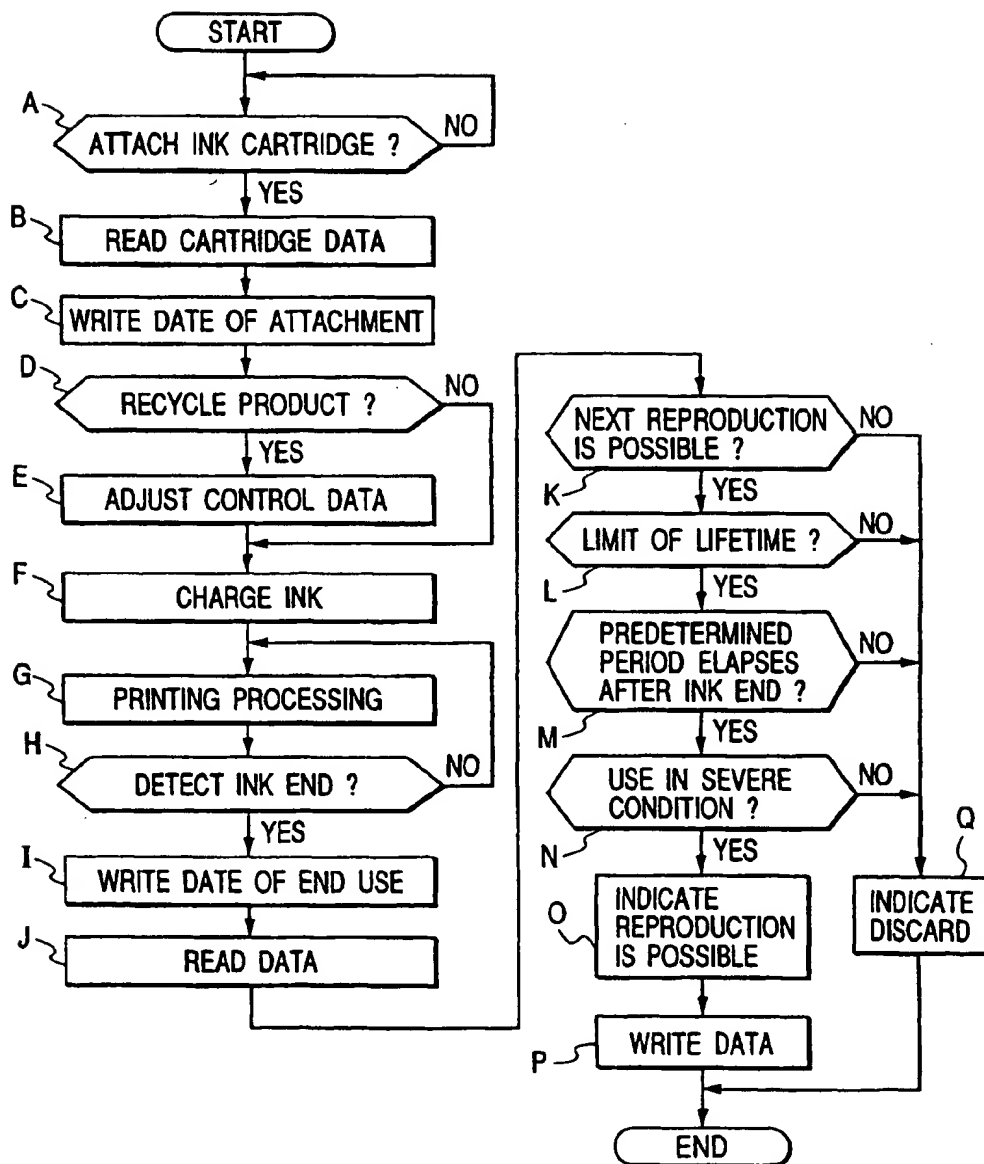 START
A
ATTACH INK CARTRIDGE ?
NO
YES
B
READ CARTRIDGE DATA
C
WRITE DATE OF ATTACHMENT
D
RECYCLE PRODUCT ?
NO
YES
E
ADJUST CONTROL DATA
F
CHARGE INK
G
PRINTING PROCESSING
H
DETECT INK END ?
NO
YES
I
WRITE DATE OF END USE
J
READ DATA
NEXT REPRODUCTION
IS POSSIBLE ?
NO
K
YES
LIMIT OF LIFETIME ?
NO
L
YES
PREDETERMINED
PERIOD ELAPSES
AFTER INK END ?
NO
M
YES
USE IN SEVERE
CONDITION ?
NO
N
YES
O
INDICATE
REPRODUCTION
IS POSSIBLE
Q
INDICATE
DISCARD
P
WRITE DATA
END